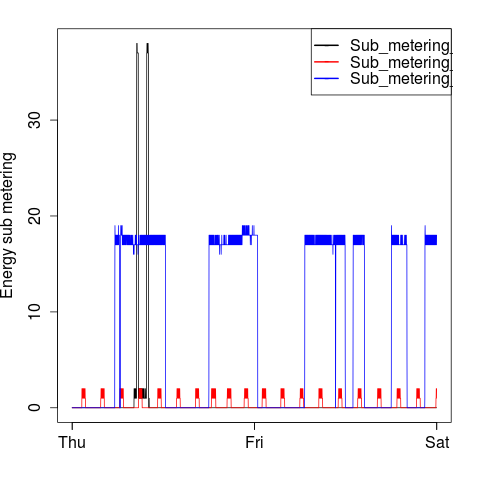 Sub_metering_
Sub_metering_
Sub_metering_
Energy sub metering
30
20
10
0
Thu Fri Sat